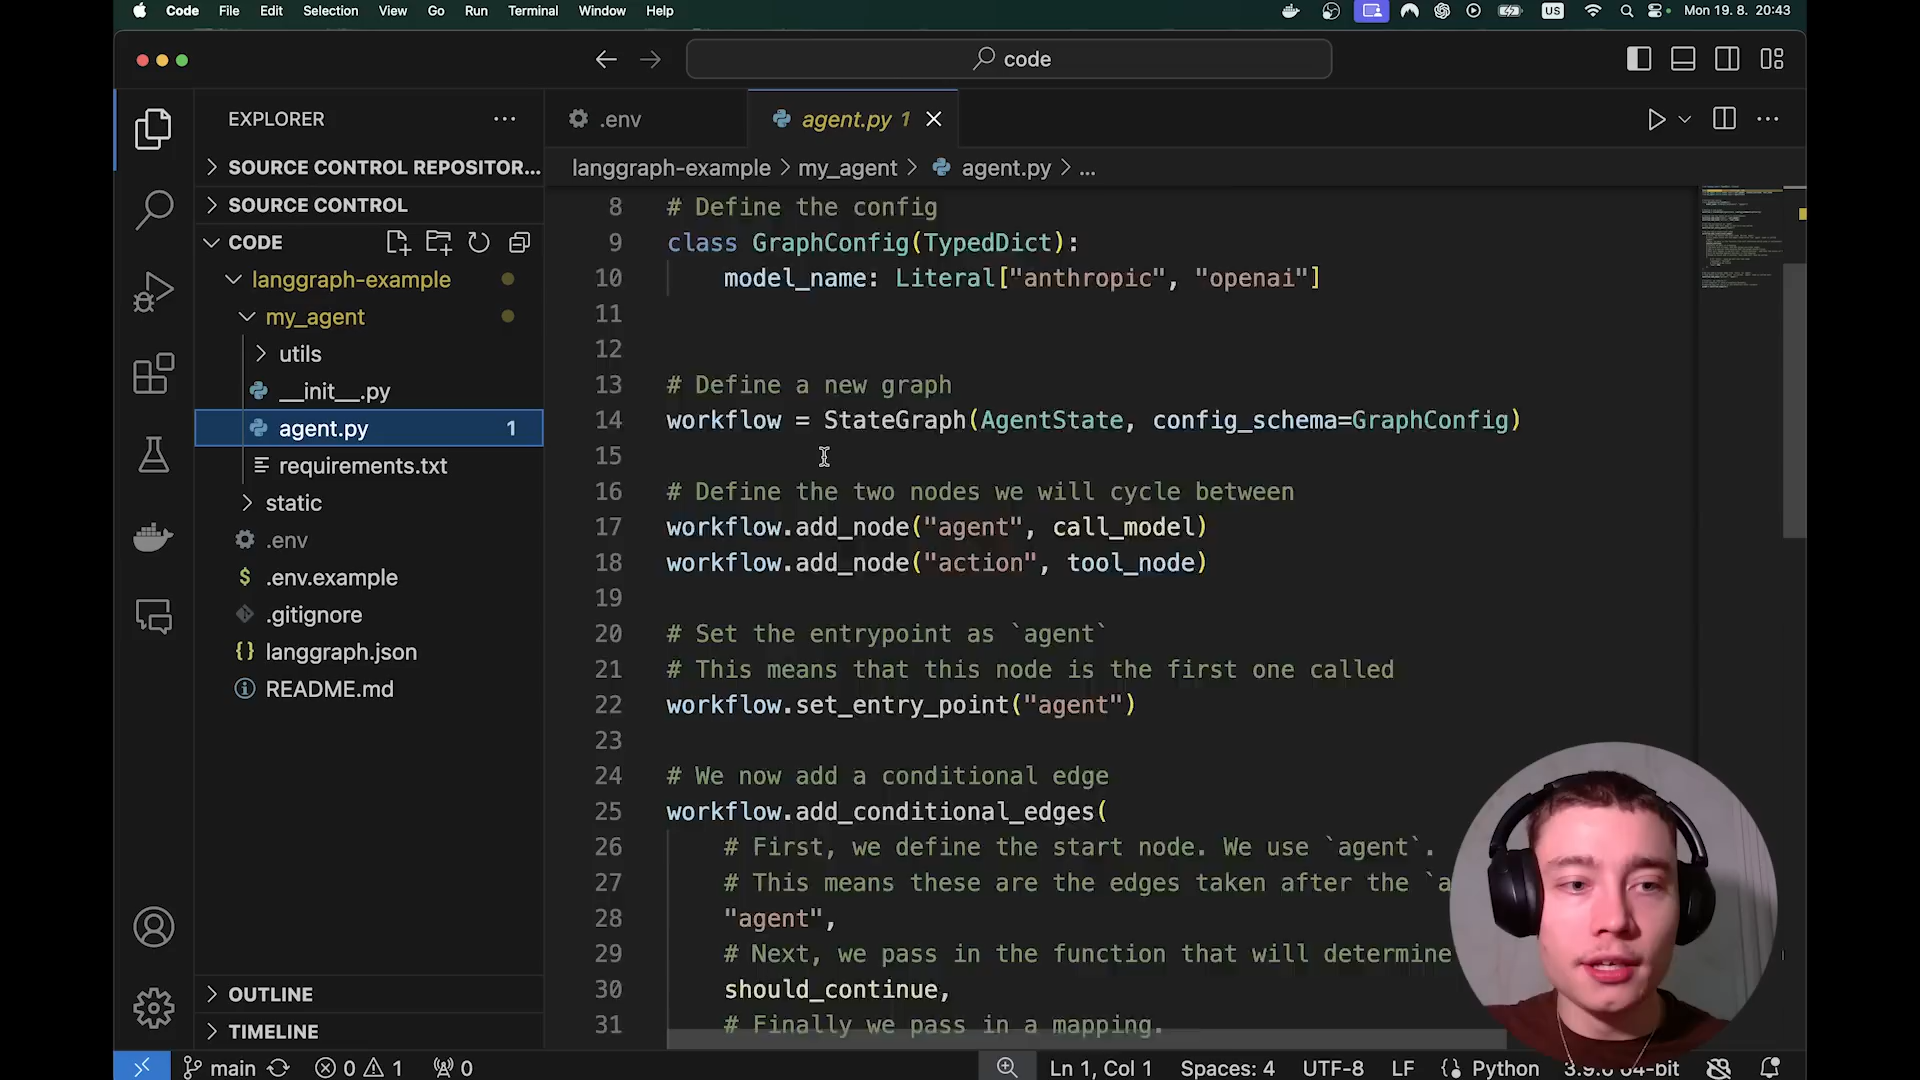 Code File Edit Selection View Go Run Terminal Window Help US Mon 19. 8. 20:43
code
EXPLORER
SOURCE CONTROL REPOSITOR...
SOURCE CONTROL
CODE
langgraph-example
my_agent
utils
__init__.py
agent.py 1
requirements.txt
static
.env
.env.example
.gitignore
langgraph.json
README.md
OUTLINE
TIMELINE
.env
agent.py 1
langgraph-example > my_agent > agent.py > ...
8 # Define the config
9 class GraphConfig(TypedDict):
10 model_name: Literal["anthropic", "openai"]
11
12
13 # Define a new graph
14 workflow = StateGraph(AgentState, config_schema=GraphConfig)
15
16 # Define the two nodes we will cycle between
17 workflow.add_node("agent", call_model)
18 workflow.add_node("action", tool_node)
19
20 # Set the entrypoint as `agent`
21 # This means that this node is the first one called
22 workflow.set_entry_point("agent")
23
24 # We now add a conditional edge
25 workflow.add_conditional_edges(
26 # First, we define the start node. We use `agent`.
27 # This means these are the edges taken after the `a
28 "agent",
29 # Next, we pass in the function that will determine
30 should_continue,
31 # Finally we pass in a mapping.
main 0 1 0 Ln 1, Col 1 Spaces: 4 UTF-8 LF Python